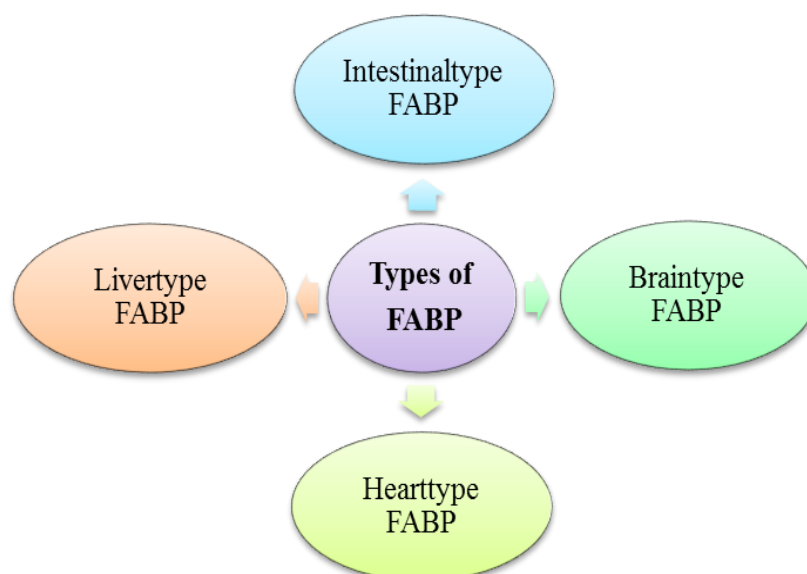 Intestinaltype
FABP
Livertype
FABP
Types of
FABP
Braintype
FABP
Hearttype
FABP